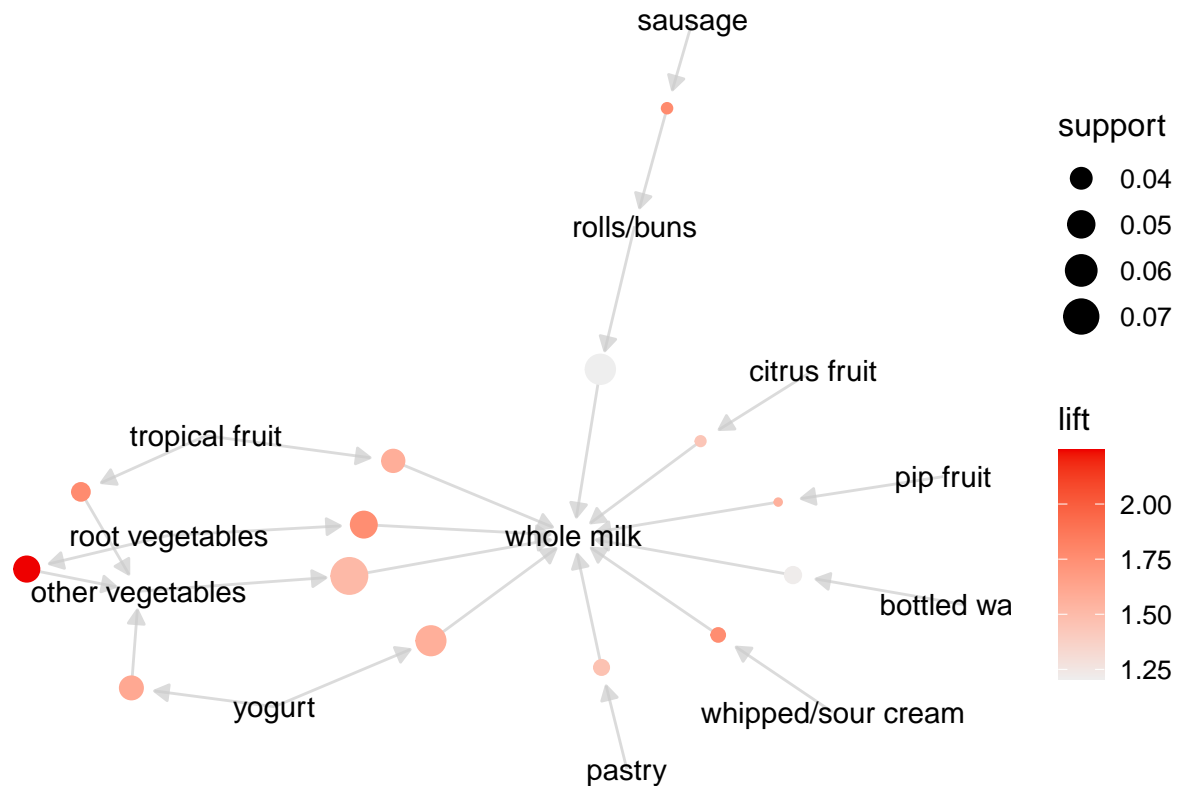 sausage
support
0.04
0.05
rolls/buns
0.06
0.07
citrus fruit
lift
tropical fruit
pip fruit
2.00
root vegetables
whole milk
1.75
other vegetables
bottled wa
1.50
1.25
yogurt
whipped/sour cream
pastry